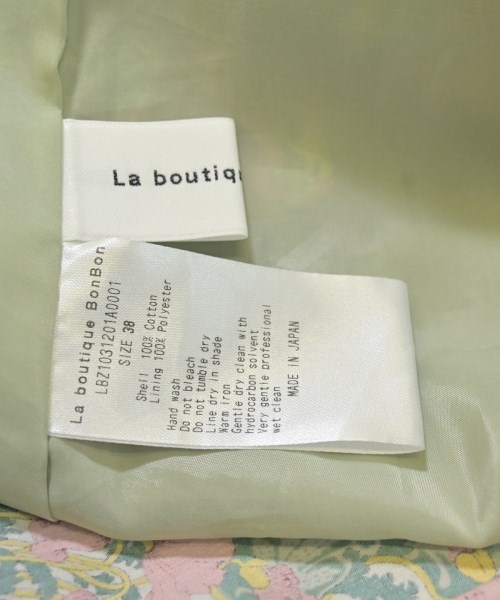 La boutiq
La boutique BonBon
LBZ1031201A0001
SIZE 38
Shell 100% Cotton
Lining 100% Polyester
Hand wash
Do not bleach
Do not tumble dry
Line dry in shade
Warm iron
Gentle dry clean with
hydrocarbon solvent
Very gentle professional
wet clean
MADE IN JAPAN